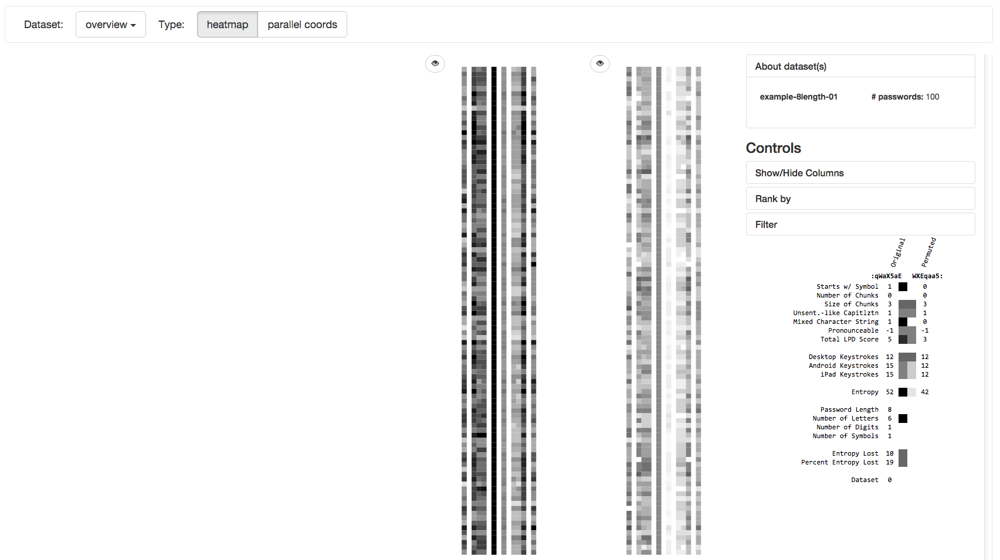 Dataset: overview Type: heatmap parallel coords
About dataset(s)
example-8length-01 # passwords: 100
Controls
Show/Hide Columns
Rank by
Filter
Original Permuted
:qWaX5aE WXEqaa5:
Starts w/ Symbol 1 0
Number of Chunks 0 0
Size of Chunks 3 3
Unsent.-like Capitlztn 1 1
Mixed Character String 1 0
Pronounceable -1 -1
Total LPD Score 5 3
Desktop Keystrokes 12 12
Android Keystrokes 15 12
iPad Keystrokes 15 12
Entropy 52 42
Password Length 8
Number of Letters 6
Number of Digits 1
Number of Symbols 1
Entropy Lost 10
Percent Entropy Lost 19
Dataset 0